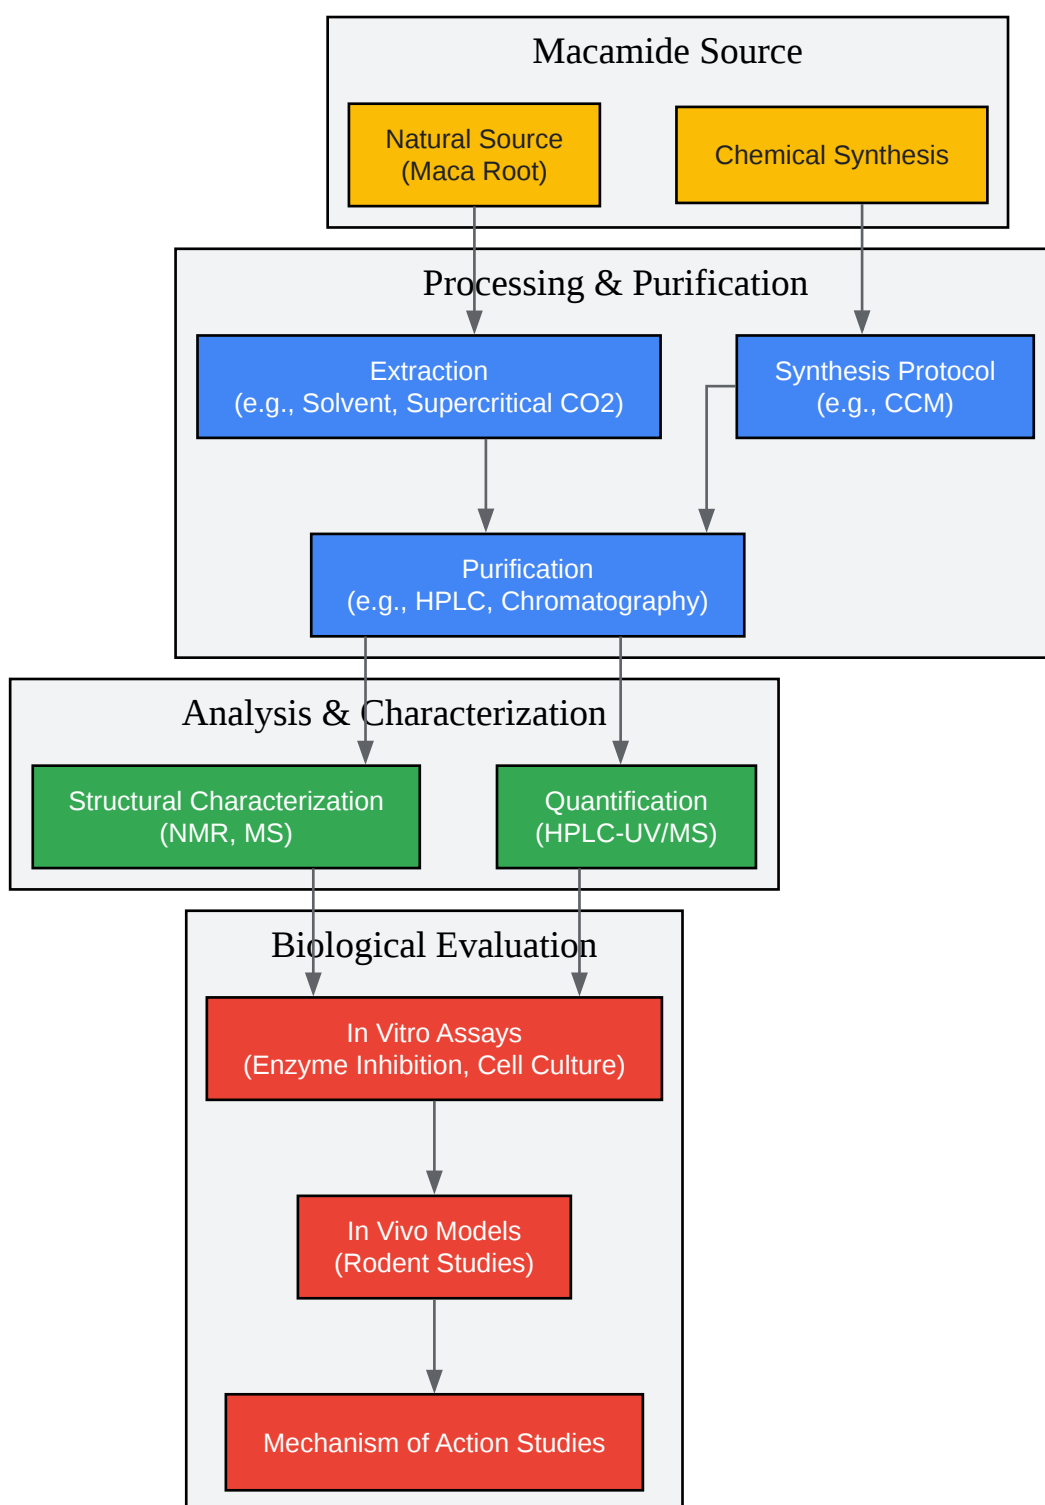 Macamide Source
Natural Source
(Maca Root)
Chemical Synthesis
Processing & Purification
Extraction
(e.g., Solvent, Supercritical CO2)
Synthesis Protocol
(e.g., CCM)
Purification
(e.g., HPLC, Chromatography)
Analysis & Characterization
Structural Characterization
(NMR, MS)
Quantification
(HPLC-UV/MS)
Biological Evaluation
In Vitro Assays
(Enzyme Inhibition, Cell Culture)
In Vivo Models
(Rodent Studies)
Mechanism of Action Studies